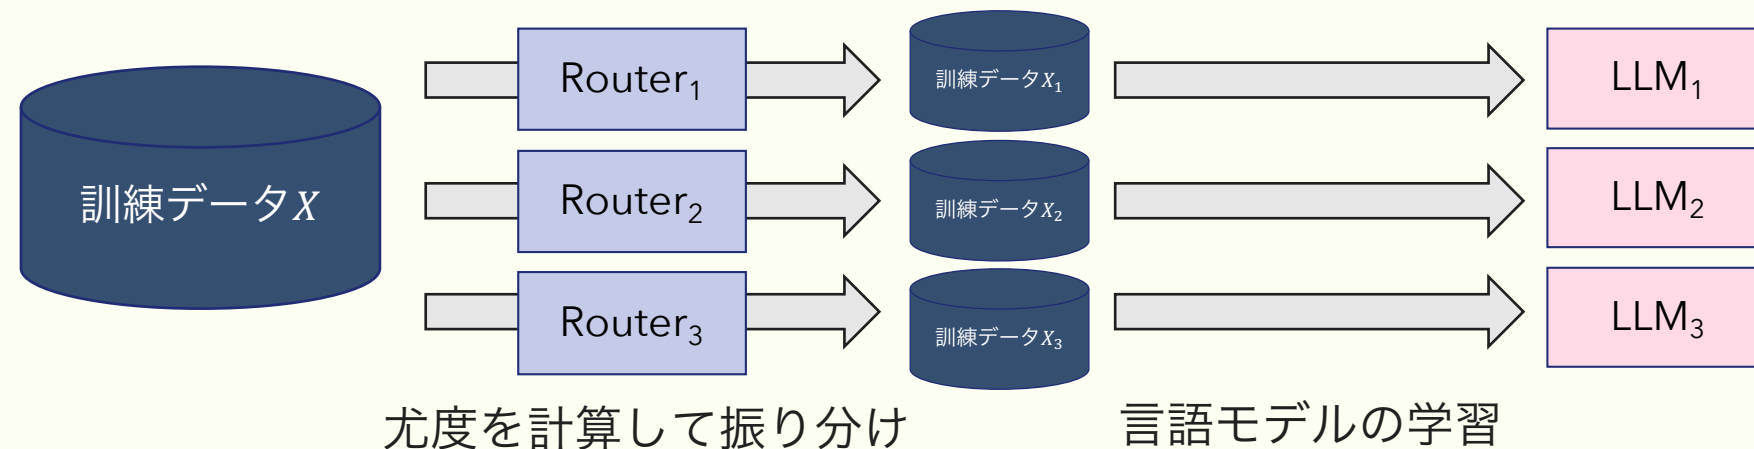 訓練データX
Router₁
訓練データX₁
LLM₁
Router₂
訓練データX₂
LLM₂
Router₃
訓練データX₃
LLM₃
尤度を計算して振り分け
言語モデルの学習